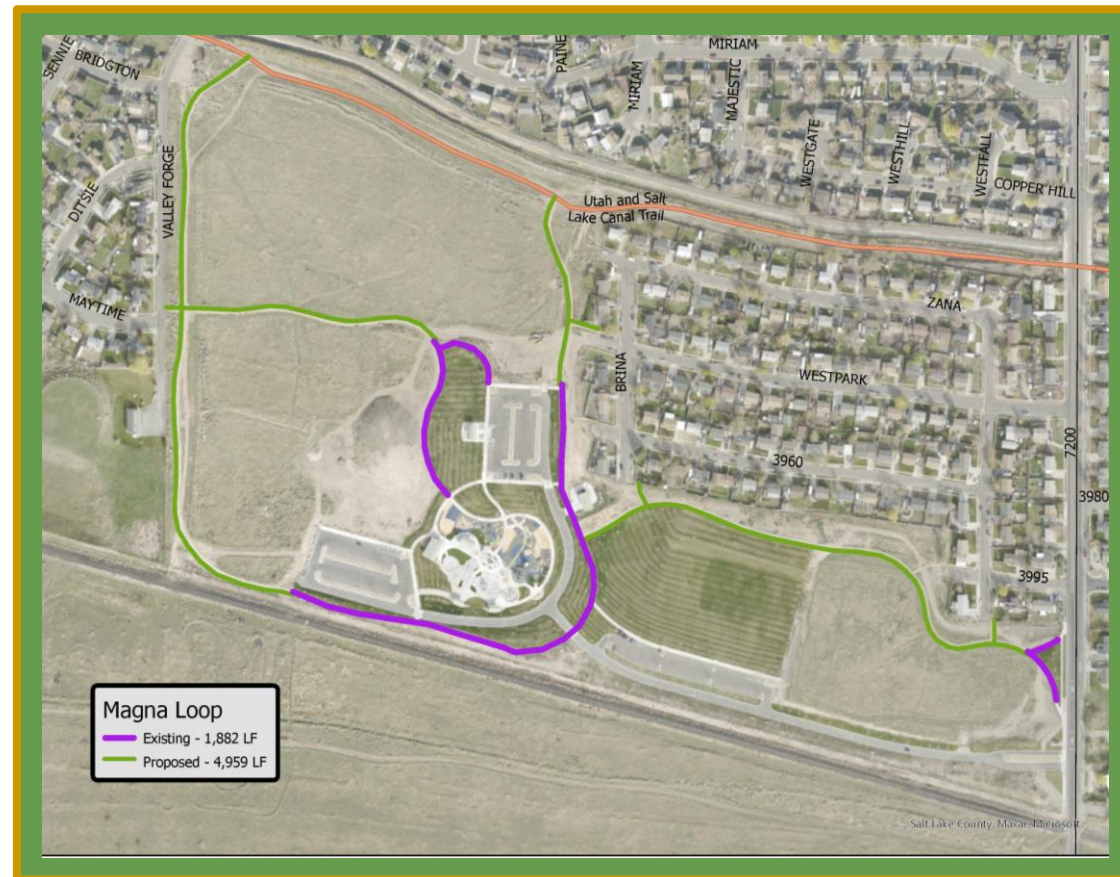 MIRIAM
PAINE
SENNIE
BRIDGTON
MIRIAM
MAJESTIC
WESTGATE
WESTHILL
WESTFALL
COPPER HILL
DITSIE
VALLEY FORGE
Utah and Salt
Lake Canal Trail
MAYTIME
ZANA
BRINA
WESTPARK
7200
3960
3980
3995
Magna Loop
Existing - 1,882 LF
Proposed - 4,959 LF
Salt Lake County, Maxar, Microsoft